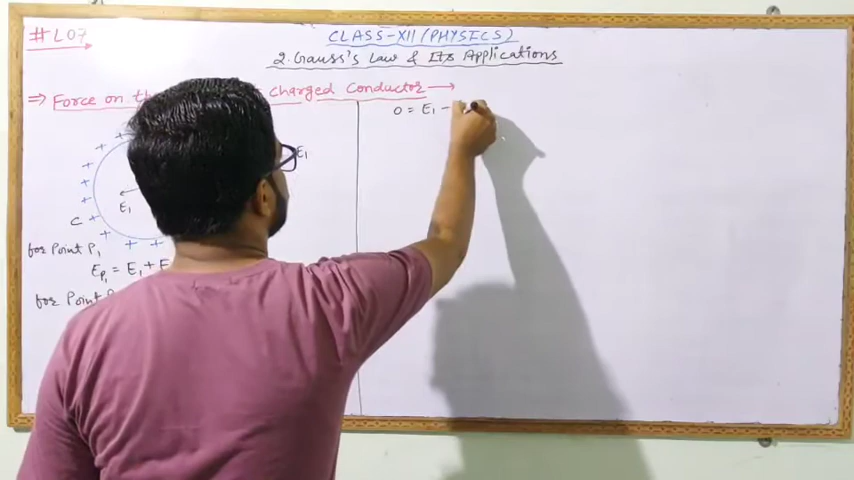 #L07
CLASS-XII (PHYSICS)
2. Gauss's Law & Its Applications
⇒ Force on the charged Conductor →
0 = E1 -
E1
E1
C
for Point P1
EP1 = E1 + E
for Point